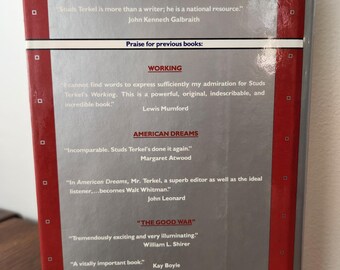 Studs Terkel is more than a writer; he is a national resource."
John Kenneth Galbraith
Praise for previous books:
WORKING
find words to express sufficiently my admiration for Studs
Terkel's Working. This is a powerful, original, indescribable, and
incredible book."
Lewis Mumford
AMERICAN DREAMS
"Incomparable. Studs Terkel's done it again."
Margaret Atwood
"In American Dreams, Mr. Terkel, a superb editor as well as the ideal
listener,...becomes Walt Whitman."
John Leonard
"THE GOOD WAR"
"Tremendously exciting and very illuminating."
William L. Shirer
"A vitally important book."
Kay Boyle